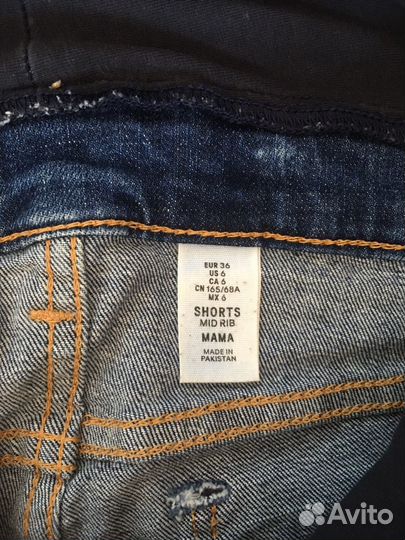 EUR 36
US 6
CA 6
CN 165/68A
MX 6
SHORTS
MID RIB
MAMA
MADE IN
PAKISTAN
Avito